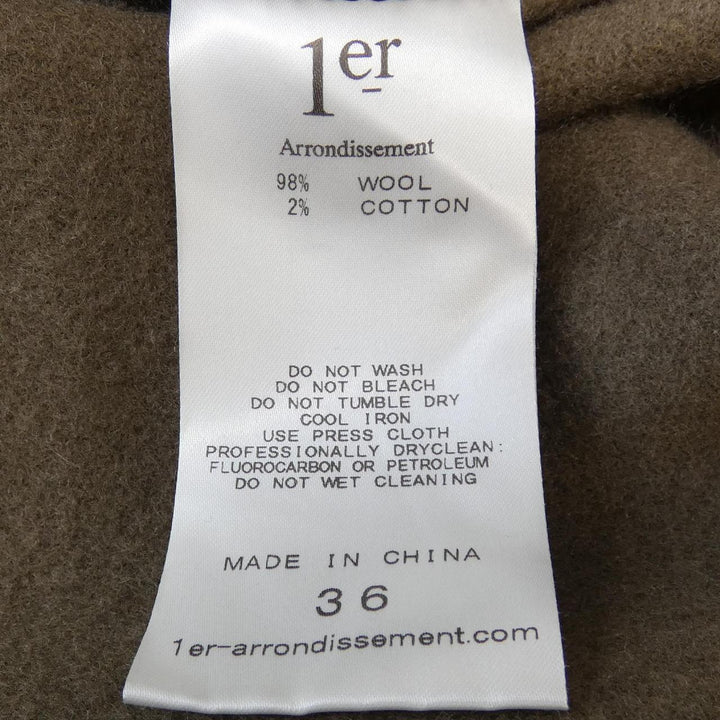 1er
Arrondissement
98% WOOL
2% COTTON
DO NOT WASH
DO NOT BLEACH
DO NOT TUMBLE DRY
COOL IRON
USE PRESS CLOTH
PROFESSIONALLY DRYCLEAN:
FLUOROCARBON OR PETROLEUM
DO NOT WET CLEANING
MADE IN CHINA
36
1er-arrondissement.com